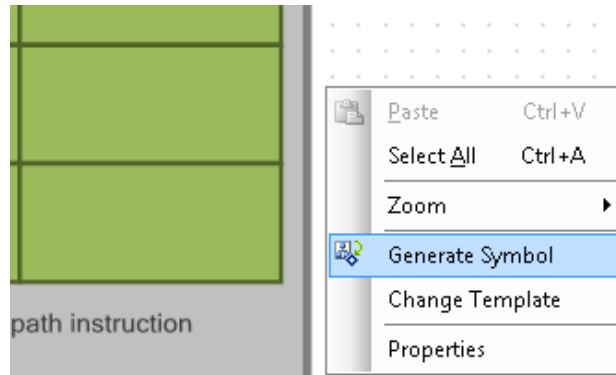 Paste Ctrl+V
Select All Ctrl+A
Zoom
Generate Symbol
Change Template
Properties
path instruction